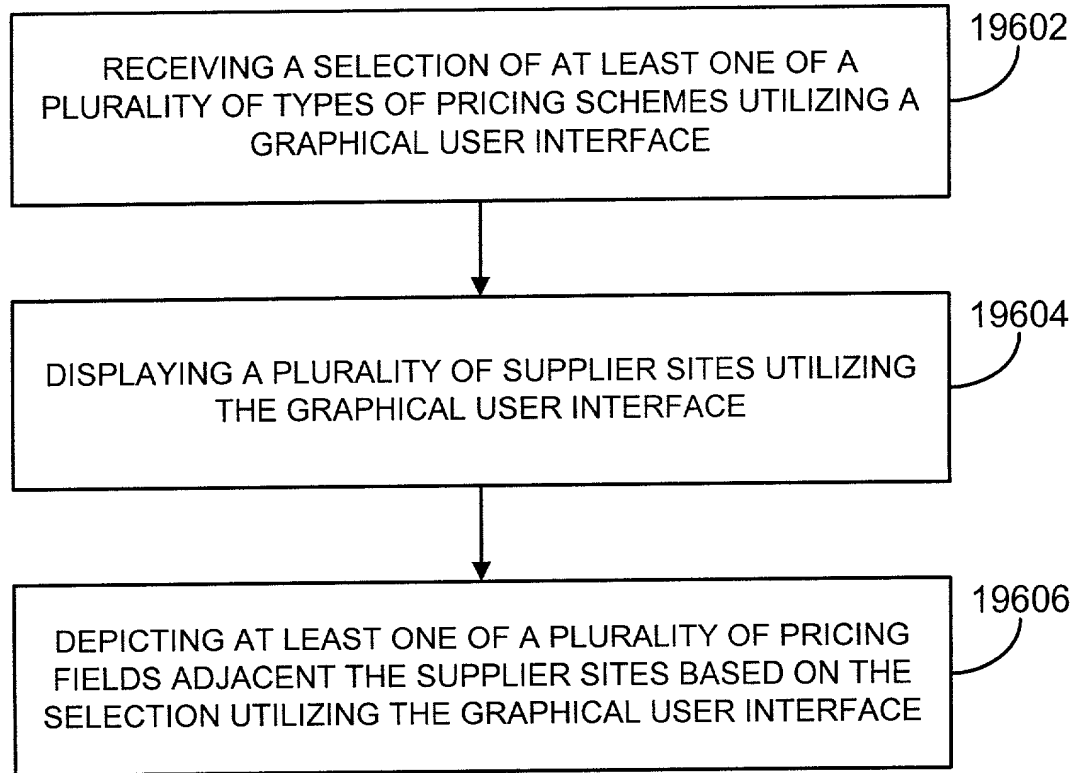 19602
RECEIVING A SELECTION OF AT LEAST ONE OF A
PLURALITY OF TYPES OF PRICING SCHEMES UTILIZING A
GRAPHICAL USER INTERFACE
19604
DISPLAYING A PLURALITY OF SUPPLIER SITES UTILIZING
THE GRAPHICAL USER INTERFACE
19606
DEPICTING AT LEAST ONE OF A PLURALITY OF PRICING
FIELDS ADJACENT THE SUPPLIER SITES BASED ON THE
SELECTION UTILIZING THE GRAPHICAL USER INTERFACE